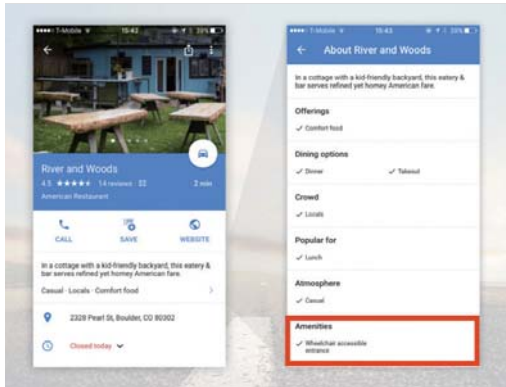 T-Mobile 15:43 39%
River and Woods
4.5 ★★★★★ 14 reviews · $$ 2 min
American Restaurant
CALL SAVE WEBSITE
In a cottage with a kid-friendly backyard, this eatery &
bar serves refined yet homey American fare.
Casual · Locals · Comfort food
2328 Pearl St, Boulder, CO 80302
Closed today
T-Mobile 15:43 39%
About River and Woods
In a cottage with a kid-friendly backyard, this eatery &
bar serves refined yet homey American fare.
Offerings
✓ Comfort food
Dining options
✓ Dinner ✓ Takeout
Crowd
✓ Locals
Popular for
✓ Lunch
Atmosphere
✓ Casual
Amenities
✓ Wheelchair accessible
entrance